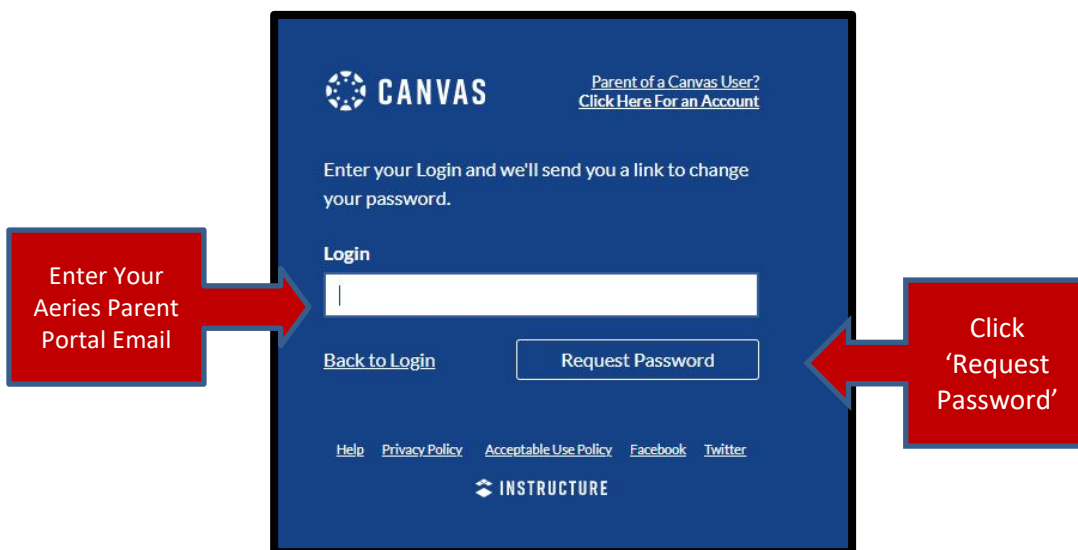 CANVAS
Parent of a Canvas User?
Click Here For an Account
Enter your Login and we'll send you a link to change
your password.
Login
Enter Your
Aeries Parent
Portal Email
Back to Login
Request Password
Click
‘Request
Password’
Help Privacy Policy Acceptable Use Policy Facebook Twitter
INSTRUCTURE